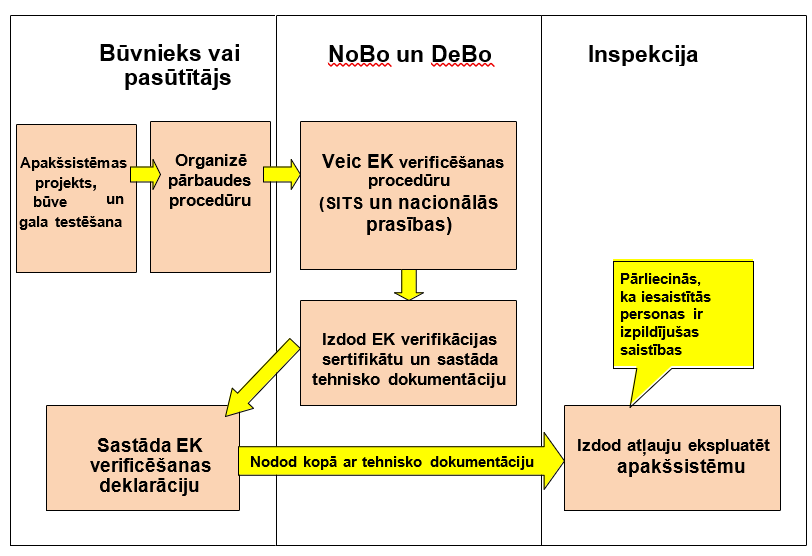 Būvnieks vai
pasūtītājs
NoBo un DeBo
Inspekcija
Apakšsistēmas
projekts,
būve un
gala testēšana
Organizē
pārbaudes
procedūru
Veic EK verificēšanas
procedūru
(SITS un nacionālās
prasības)
Izdod EK verifikācijas
sertifikātu un sastāda
tehnisko dokumentāciju
Pārliecinās,
ka iesaistītās
personas ir
izpildījušas
saistības
Sastāda EK
verificēšanas
deklarāciju
Nodod kopā ar tehnisko dokumentāciju
Izdod atļauju ekspluatēt
apakšsistēmu